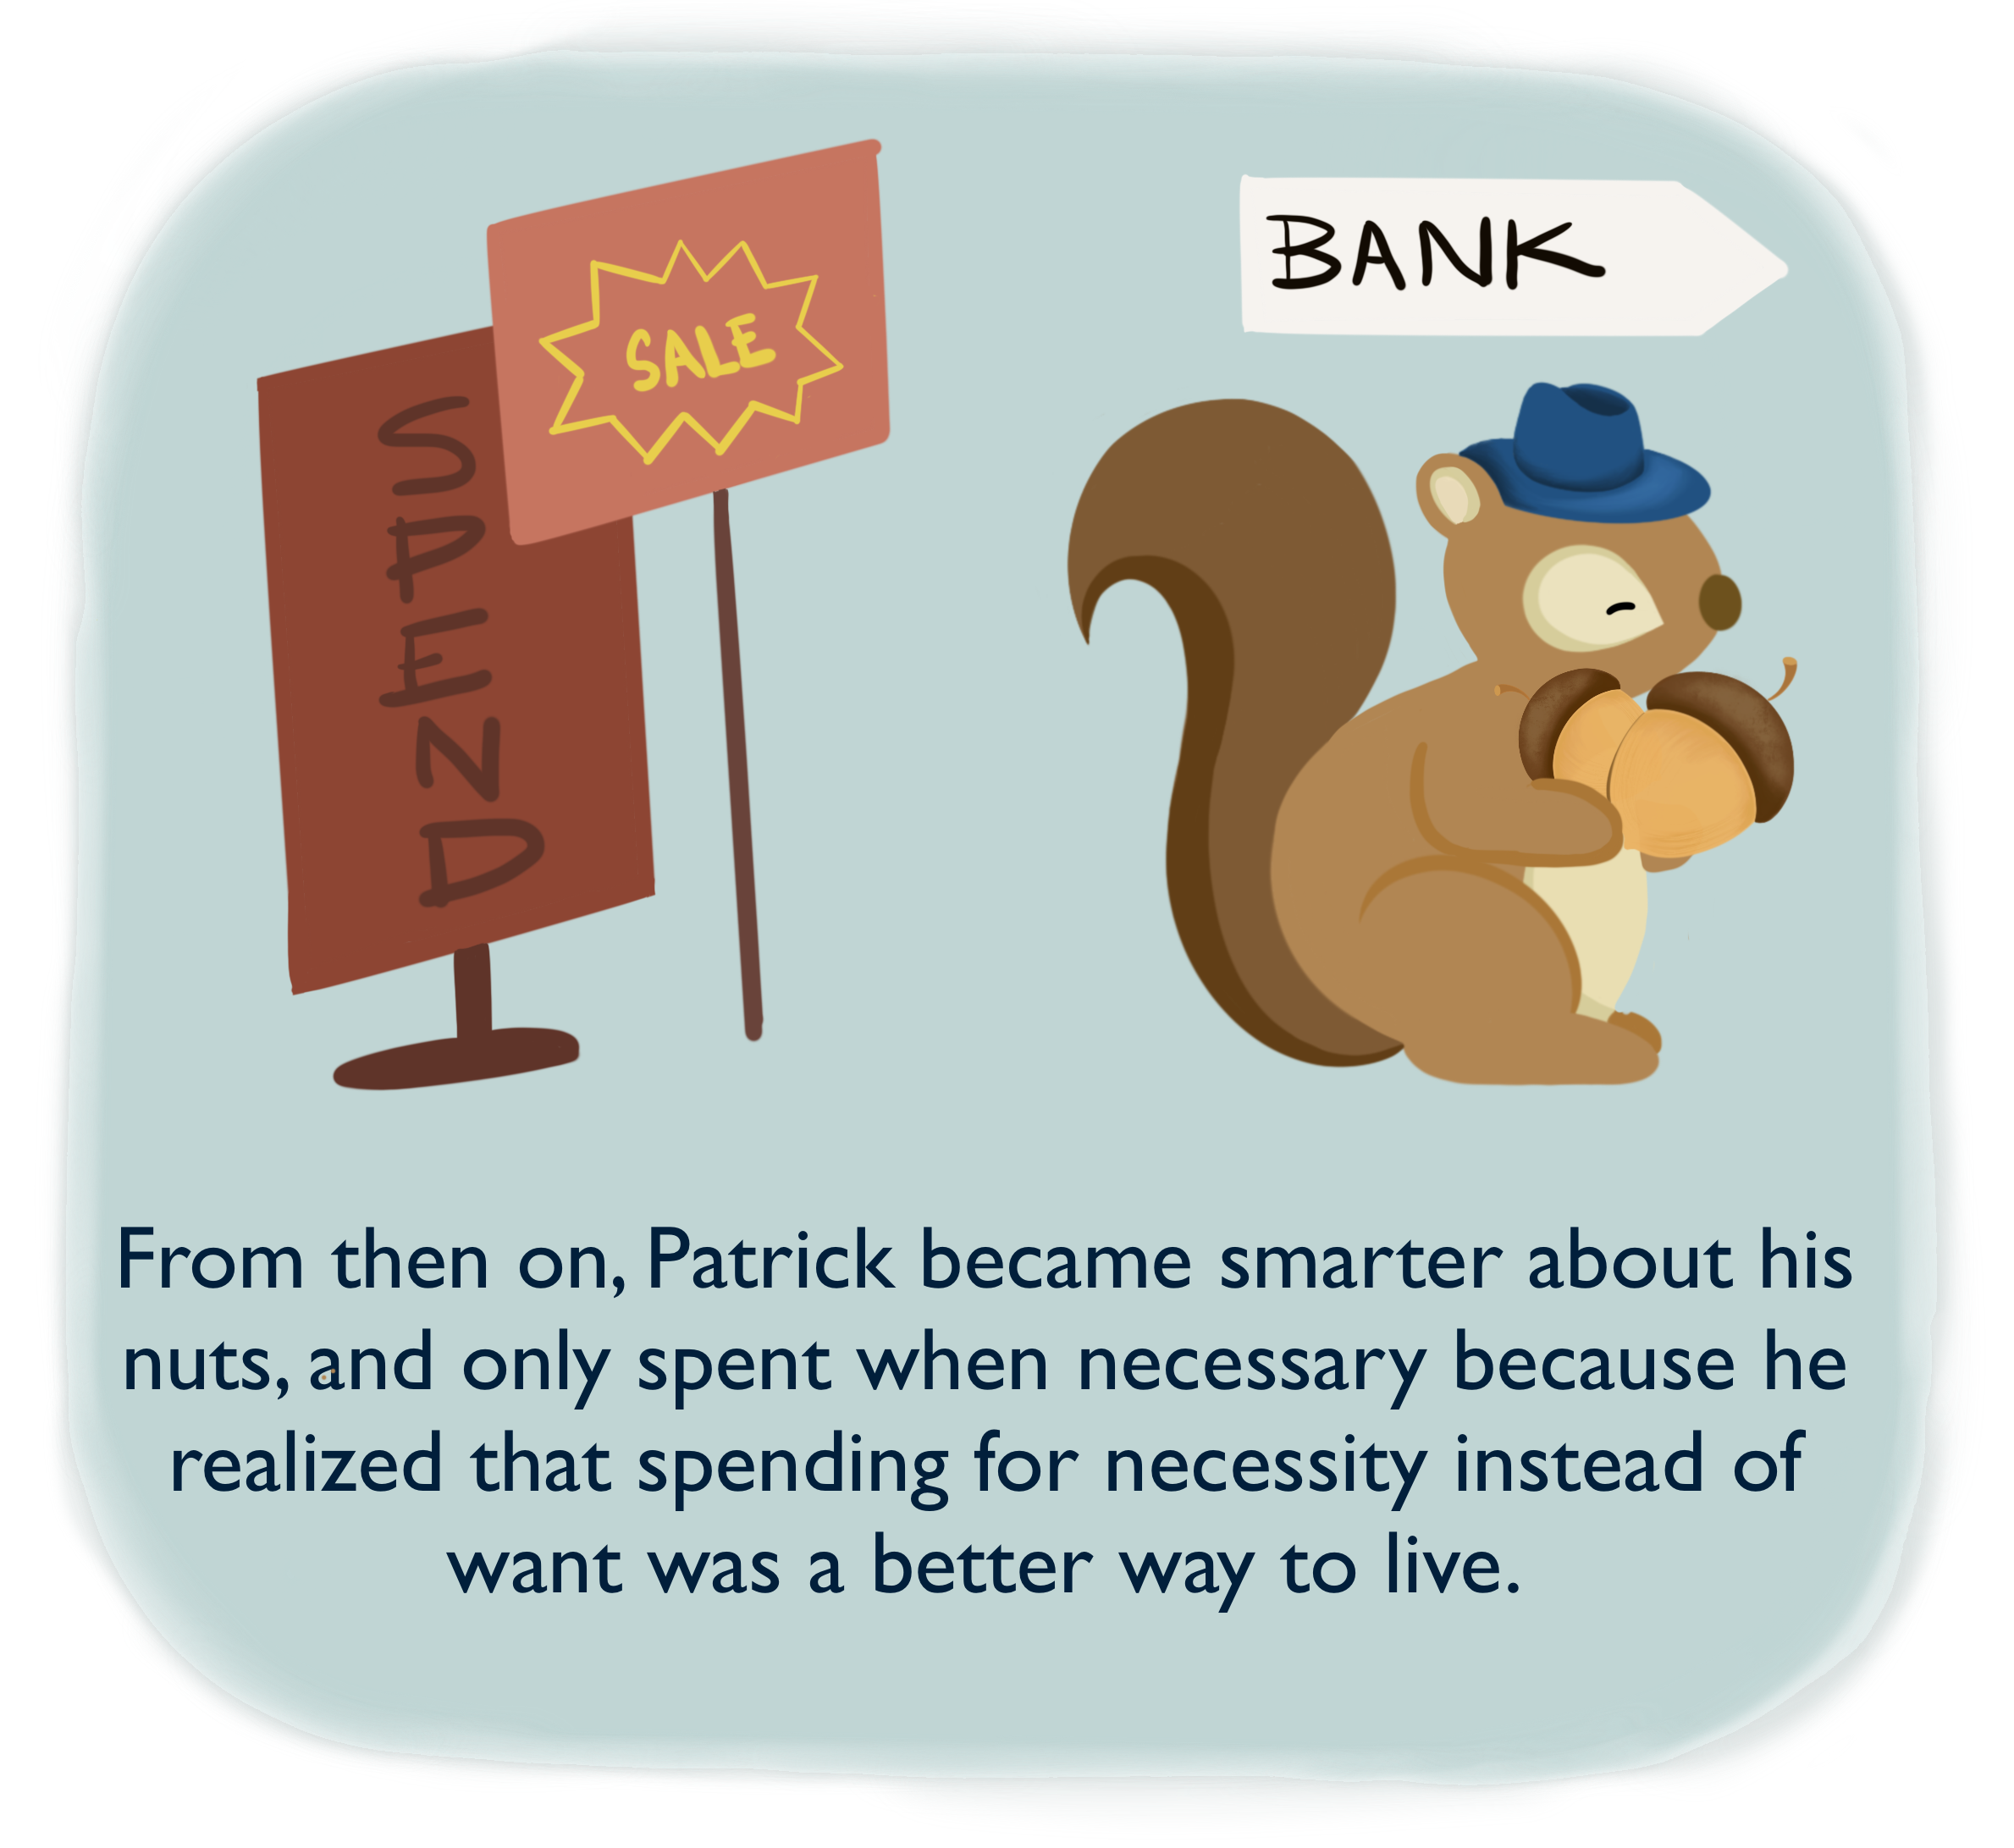 SPEND
SALE
BANK
From then on, Patrick became smarter about his
nuts, and only spent when necessary because he
realized that spending for necessity instead of
want was a better way to live.